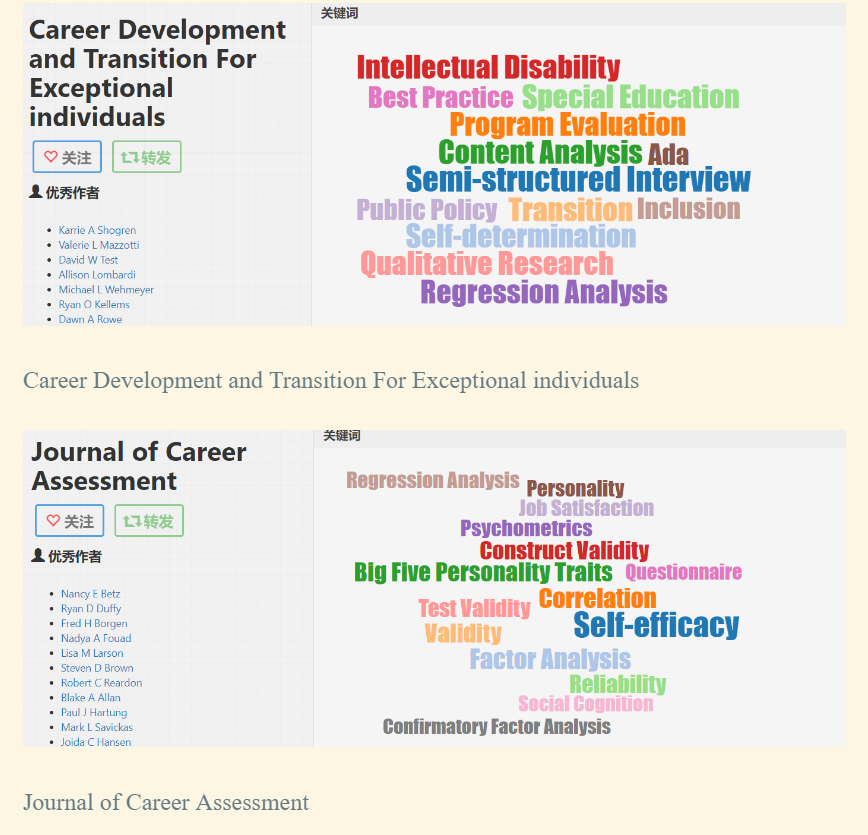 关键词
Career Development
and Transition For
Exceptional
individuals
关注 转发
优秀作者
Karrie A Shogren
Valerie L Mazzotti
David W Test
Allison Lombardi
Michael L Wehmeyer
Ryan O Kellems
Dawn A Rowe
Intellectual Disability
Best Practice Special Education
Program Evaluation
Content Analysis Ada
Semi-structured Interview
Public Policy Transition Inclusion
Self-determination
Qualitative Research
Regression Analysis
Career Development and Transition For Exceptional individuals
关键词
Journal of Career
Assessment
关注 转发
优秀作者
Nancy E Betz
Ryan D Duffy
Fred H Borgen
Nadya A Fouad
Lisa M Larson
Steven D Brown
Robert C Reardon
Blake A Allan
Paul J Hartung
Mark L Savickas
Joida C Hansen
Regression Analysis Personality
Job Satisfaction
Psychometrics
Construct Validity
Big Five Personality Traits Questionnaire
Test Validity Correlation
Validity Self-efficacy
Factor Analysis
Reliability
Social Cognition
Confirmatory Factor Analysis
Journal of Career Assessment